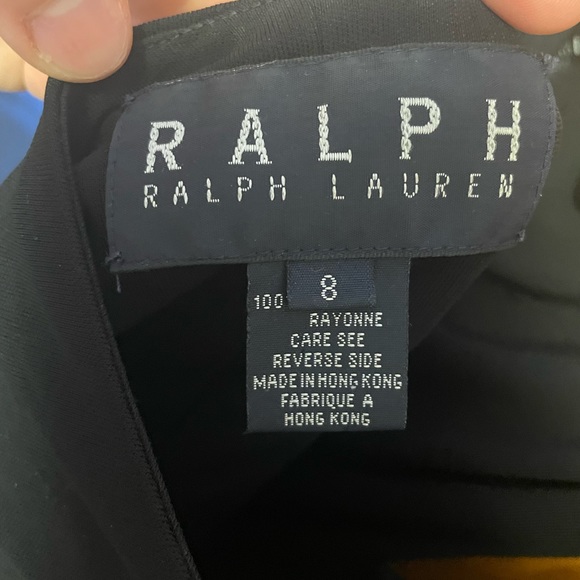 RALPH
RALPH LAUREN
8
100
RAYONNE
CARE SEE
REVERSE SIDE
MADE IN HONG KONG
FABRIQUE A
HONG KONG